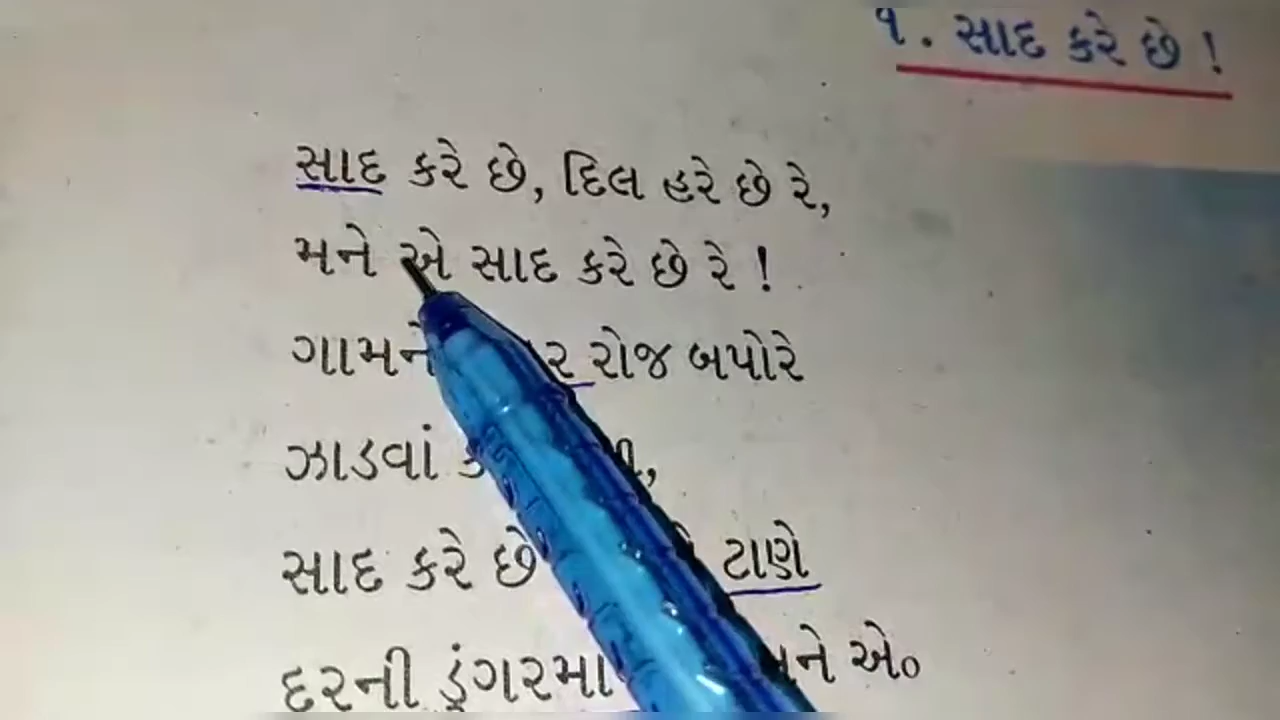 ૧. સાદ કરે છે !
સાદ કરે છે, દિલ હરે છે રે,
મને એ સાદ કરે છે રે !
ગામને રોજ બપોરે
ઝાડવાં
સાદ કરે છે ટાણે
દરની ડુંગરમા એ૦